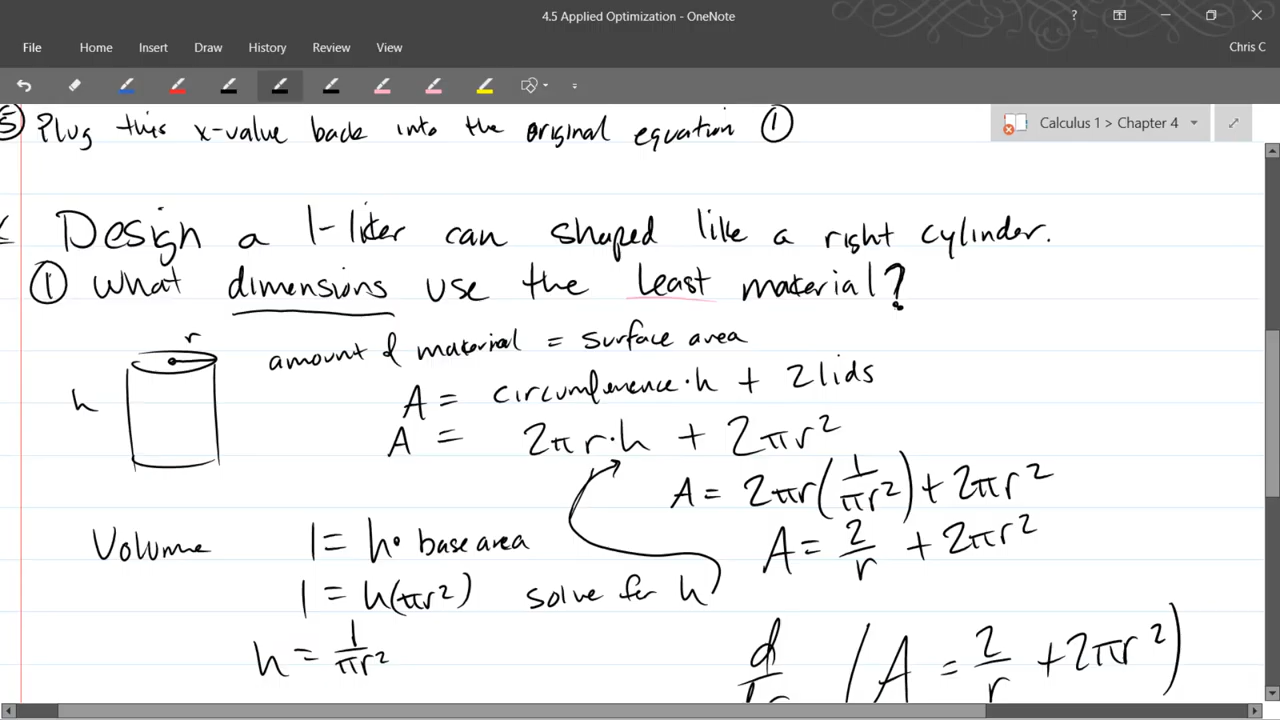 4.5 Applied Optimization - OneNote
?
File Home Insert Draw History Review View
Chris C
Calculus 1 > Chapter 4
⑤ Plug this x-value back into the original equation ①
Design a 1-liter can shaped like a right cylinder.
① What dimensions use the least material?
r
h
amount of material = surface area
A = circumference·h + 2 lids
A = 2πr·h + 2πr²
A = 2πr(1/πr²) + 2πr²
A = 2/r + 2πr²
Volume 1 = h· base area
1 = h(πr²) solve for h
h = 1/πr²
d/dr (A = 2/r + 2πr²)